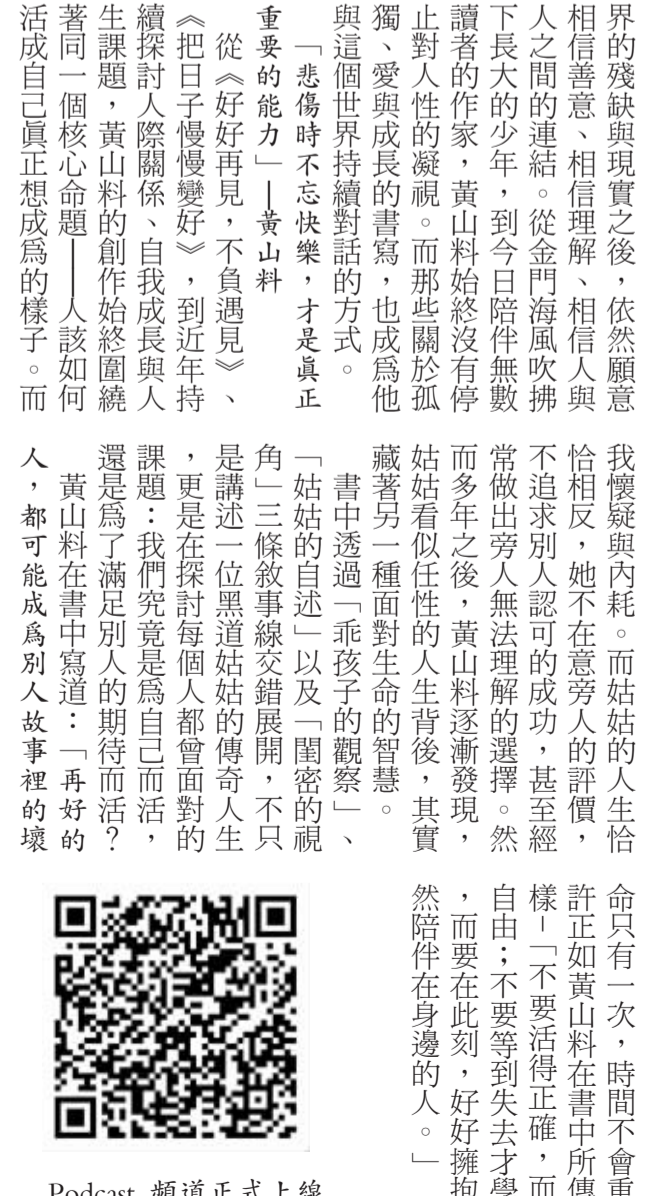 界的殘缺與現實之後，依然願意
相信善意、相信理解、相信人與
人之間的連結。從金門海風吹拂
下長大的少年，到今日陪伴無數
讀者的作家，黃山料始終沒有停
止對人性的凝視。而那些關於孤
獨、愛與成長的書寫，也成爲他
與這個世界持續對話的方式。
「悲傷時不忘快樂，才是眞正
重要的能力」—黃山料
從《好好再見，不負遇見》、
《把日子慢慢變好》，到近年持
續探討人際關係、自我成長與人
生課題，黃山料的創作始終圍繞
著同一個核心命題——人該如何
活成自己眞正想成爲的樣子。而
我懷疑與內耗。而姑姑的人生恰
恰相反，她不在意旁人的評價，
不追求別人認可的成功，甚至經
常做出旁人無法理解的選擇。然
而多年之後，黃山料逐漸發現，
姑姑看似任性的人生背後，其實
藏著另一種面對生命的智慧。
書中透過「乖孩子的觀察」、
「姑姑的自述」以及「閨密的視
角」三條敘事線交錯展開，不只
是講述一位黑道姑姑的傳奇人生
，更是在探討每個人都曾面對的
課題：我們究竟是爲自己而活，
還是爲了滿足別人的期待而活？
黃山料在書中寫道：「再好的
人，都可能成爲別人故事裡的壞
命只有一次，時間不會重
許正如黃山料在書中所傳
樣－「不要活得正確，而
自由；不要等到失去才學
，而要在此刻，好好擁抱
然陪伴在身邊的人。」
Podcast 頻道正式上線